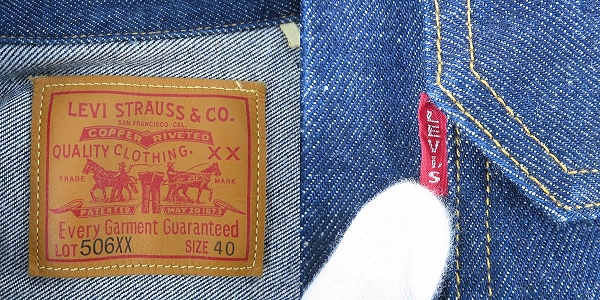 LEVI STRAUSS & CO.
SAN FRANCISCO, CAL.
COPPER RIVETED
QUALITY CLOTHING. XX
TRADE MARK
PATENTED MAY 20 1873
Every Garment Guaranteed
LOT 506XX SIZE 40
LEVI'S